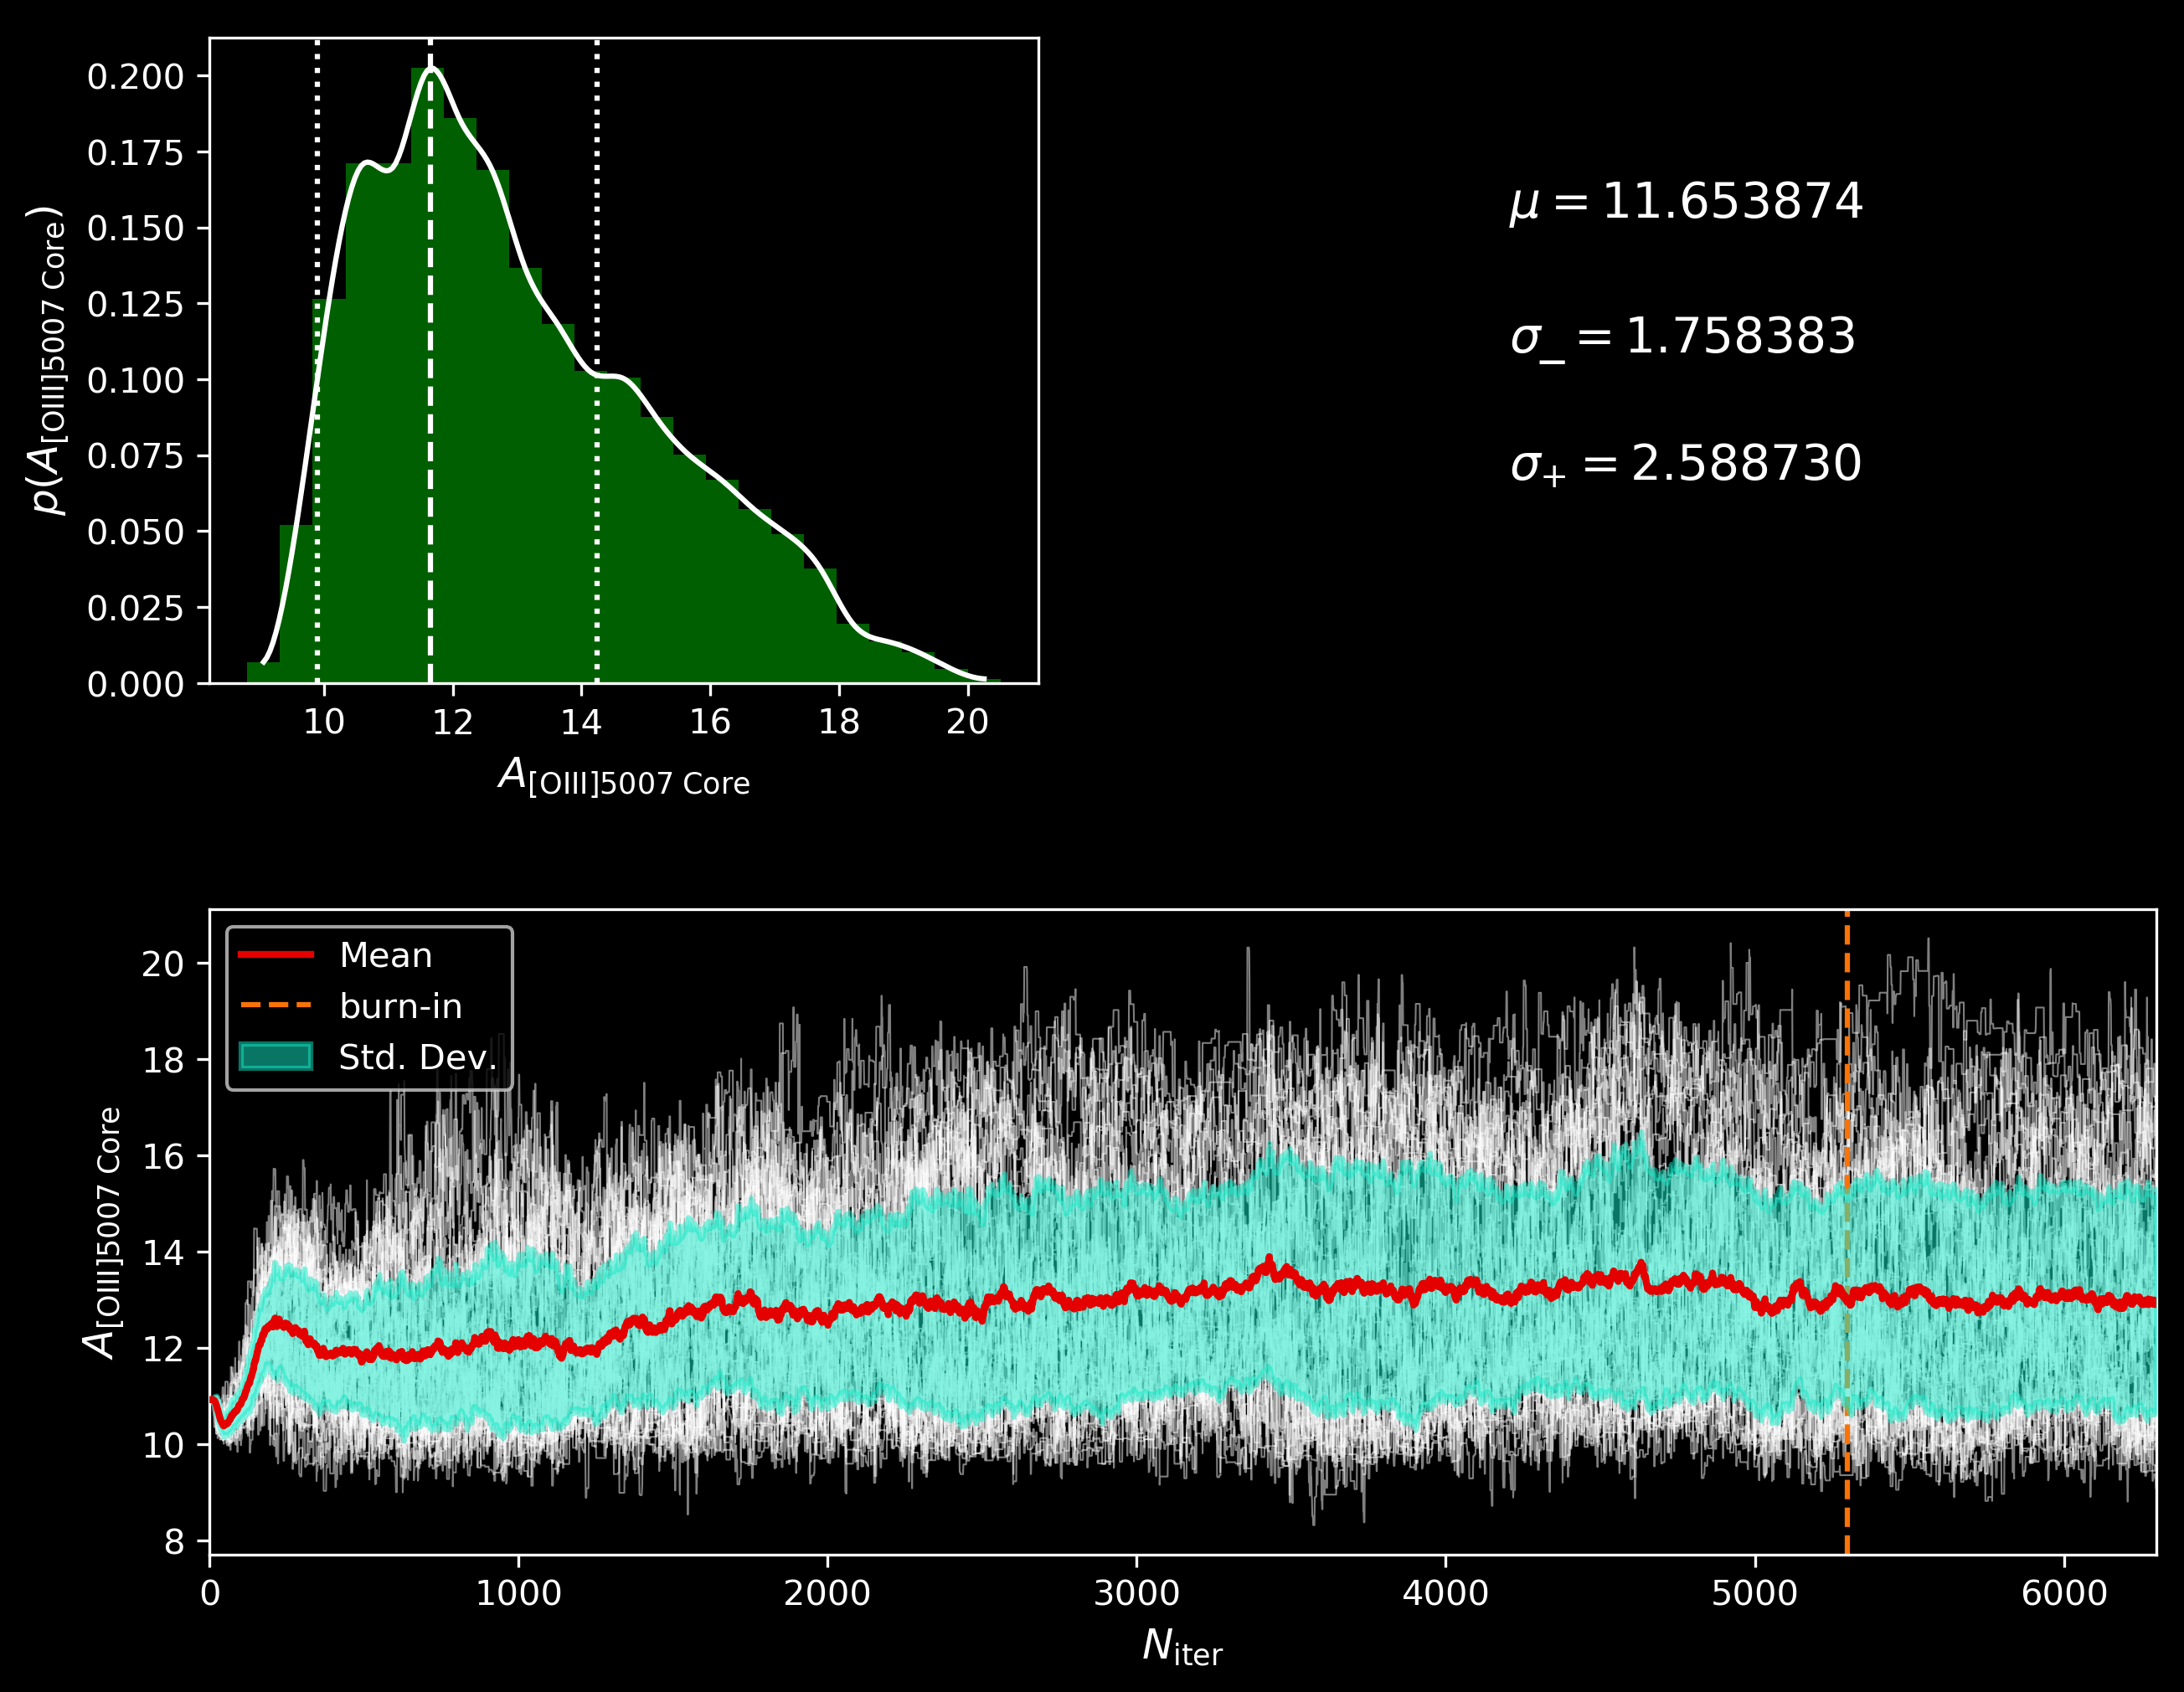 0.200
0.175
0.150
0.125
0.100
0.075
0.050
0.025
0.000
p(A[OIII]5007 Core)
10 12 14 16 18 20
A[OIII]5007 Core
μ = 11.653874
σ_ = 1.758383
σ+ = 2.588730
Mean
burn-in
Std. Dev.
20
18
16
14
12
10
8
A[OIII]5007 Core
0 1000 2000 3000 4000 5000 6000
Niter